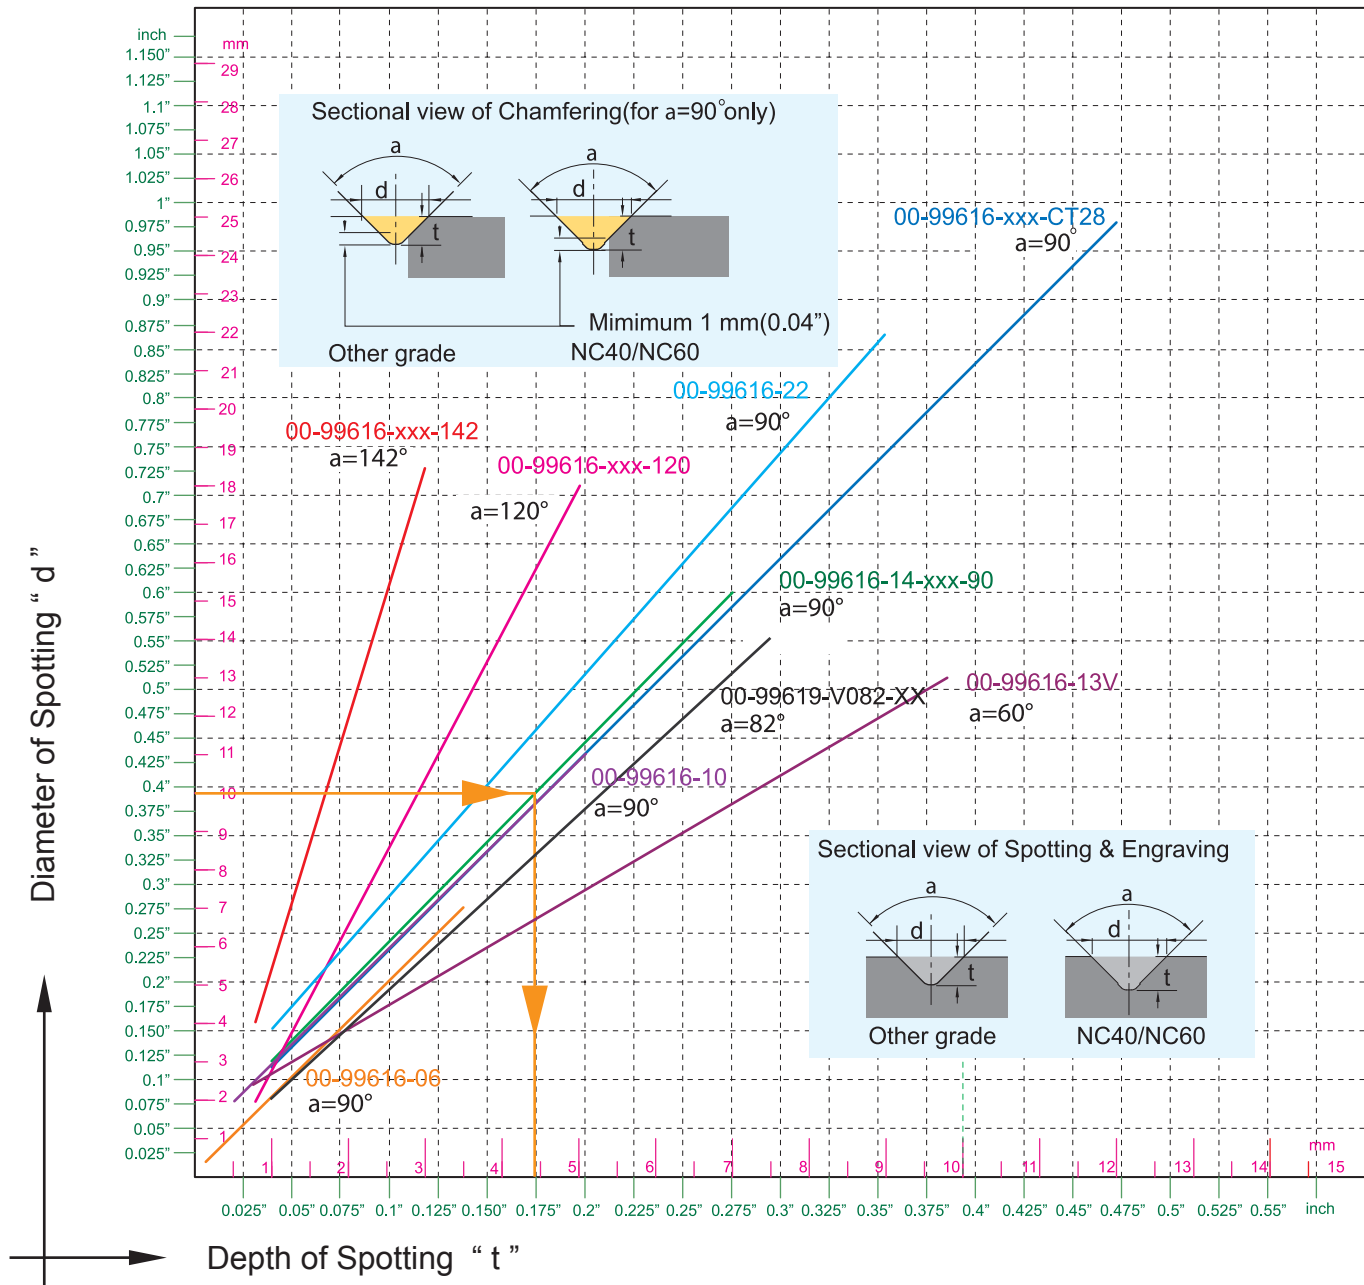 inch
mm
1.150”
1.125”
1.1”
1.075”
1.05”
1.025”
1”
0.975”
0.95”
0.925”
0.9”
0.875”
0.85”
0.825”
0.8”
0.775”
0.75”
0.725”
0.7”
0.675”
0.65”
0.625”
0.6”
0.575”
0.55”
0.525”
0.5”
0.475”
0.45”
0.425”
0.4”
0.375”
0.35”
0.325”
0.3”
0.275”
0.25”
0.225”
0.2”
0.175”
0.150”
0.125”
0.1”
0.075”
0.05”
0.025”
29
28
27
26
25
24
23
22
21
20
19
18
17
16
15
14
13
12
11
10
9
8
7
6
5
4
3
2
1
Sectional view of Chamfering(for a=90°only)
a
d
t
a
d
t
Mimimum 1 mm(0.04”)
Other grade
NC40/NC60
00-99616-xxx-CT28
a=90°
00-99616-22
a=90°
00-99616-xxx-142
a=142°
00-99616-xxx-120
a=120°
00-99616-14-xxx-90
a=90°
00-99619-V082-XX
a=82°
00-99616-13V
a=60°
00-99616-10
a=90°
00-99616-06
a=90°
Sectional view of Spotting & Engraving
a
d
t
a
d
t
Other grade
NC40/NC60
1 2 3 4 5 6 7 8 9 10 11 12 13 14 15
mm
0.025” 0.05” 0.075” 0.1” 0.125” 0.150” 0.175” 0.2” 0.225” 0.25” 0.275” 0.3” 0.325” 0.35” 0.375” 0.4” 0.425” 0.45” 0.475” 0.5” 0.525” 0.55” inch
Diameter of Spotting “ d ”
Depth of Spotting “ t ”